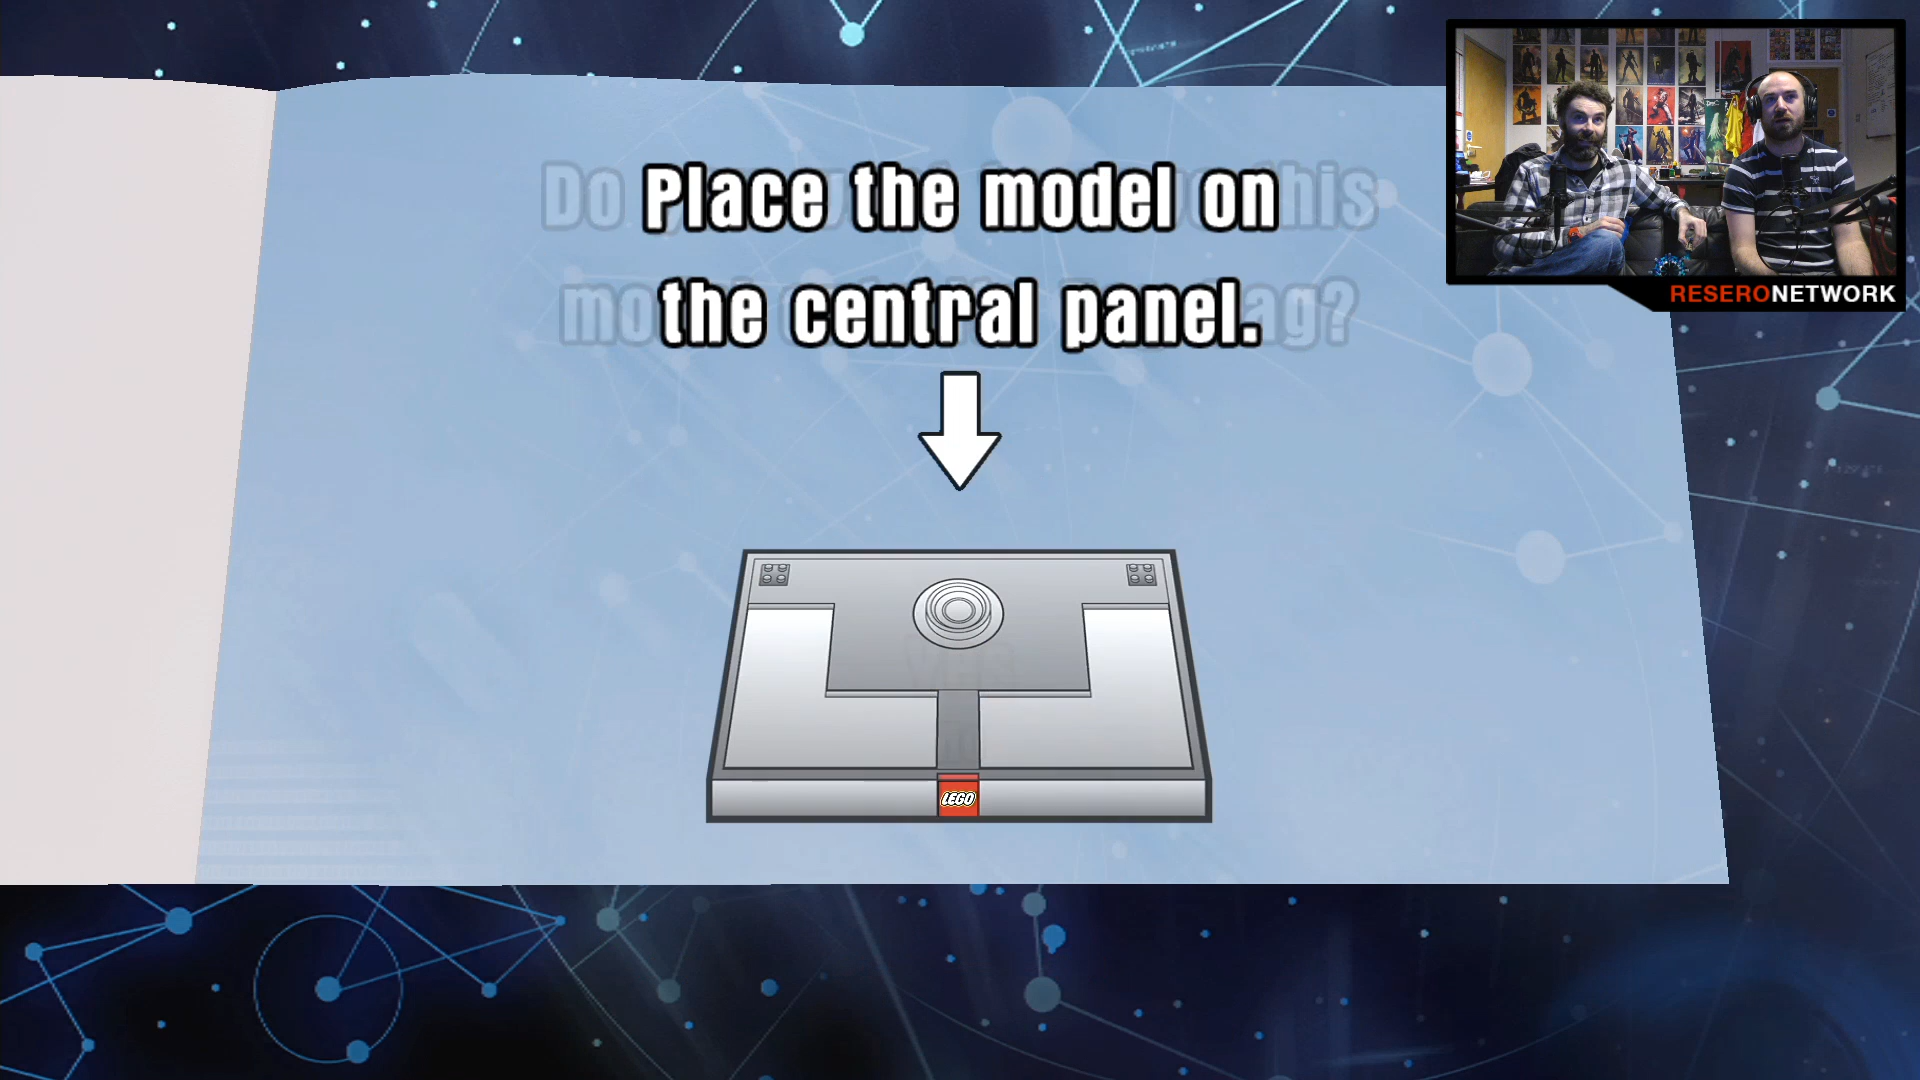 Place the model on
the central panel.
LEGO
RESERONETWORK